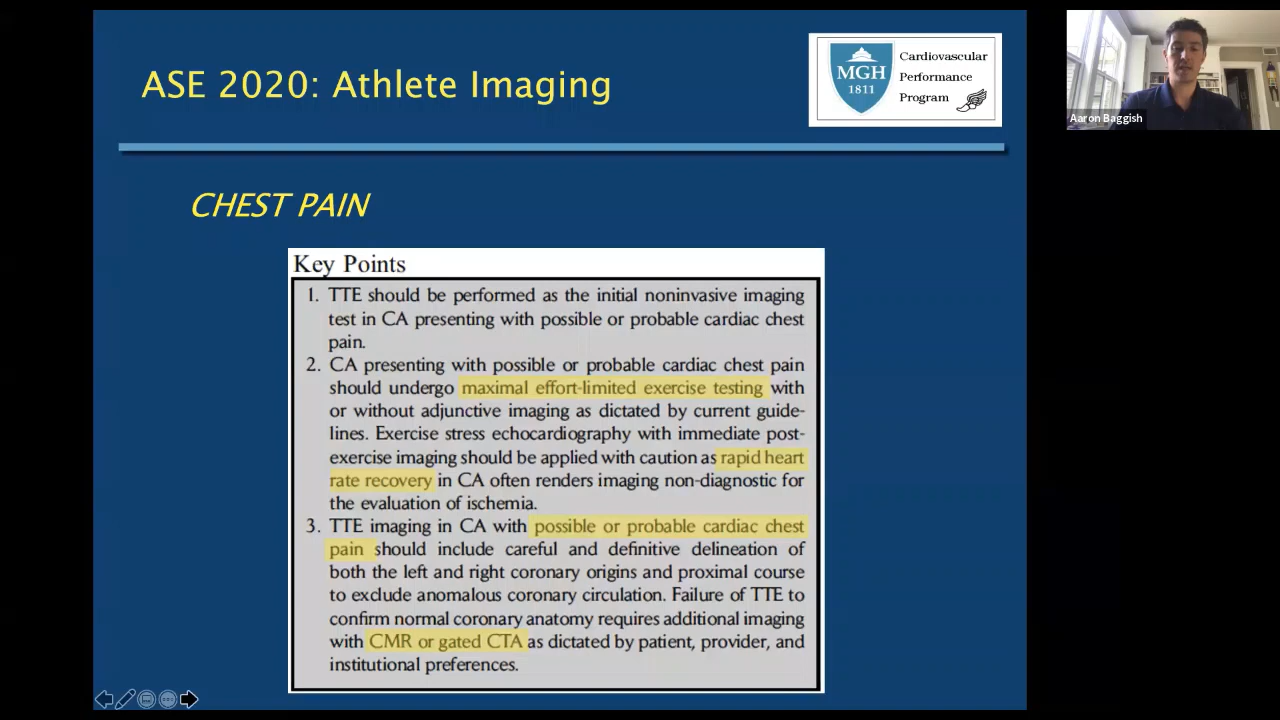 ASE 2020: Athlete Imaging
MGH
1811
Cardiovascular
Performance
Program
Aaron Baggish
CHEST PAIN
Key Points
1. TTE should be performed as the initial noninvasive imaging
test in CA presenting with possible or probable cardiac chest
pain.
2. CA presenting with possible or probable cardiac chest pain
should undergo maximal effort-limited exercise testing with
or without adjunctive imaging as dictated by current guide-
lines. Exercise stress echocardiography with immediate post-
exercise imaging should be applied with caution as rapid heart
rate recovery in CA often renders imaging non-diagnostic for
the evaluation of ischemia.
3. TTE imaging in CA with possible or probable cardiac chest
pain should include careful and definitive delineation of
both the left and right coronary origins and proximal course
to exclude anomalous coronary circulation. Failure of TTE to
confirm normal coronary anatomy requires additional imaging
with CMR or gated CTA as dictated by patient, provider, and
institutional preferences.